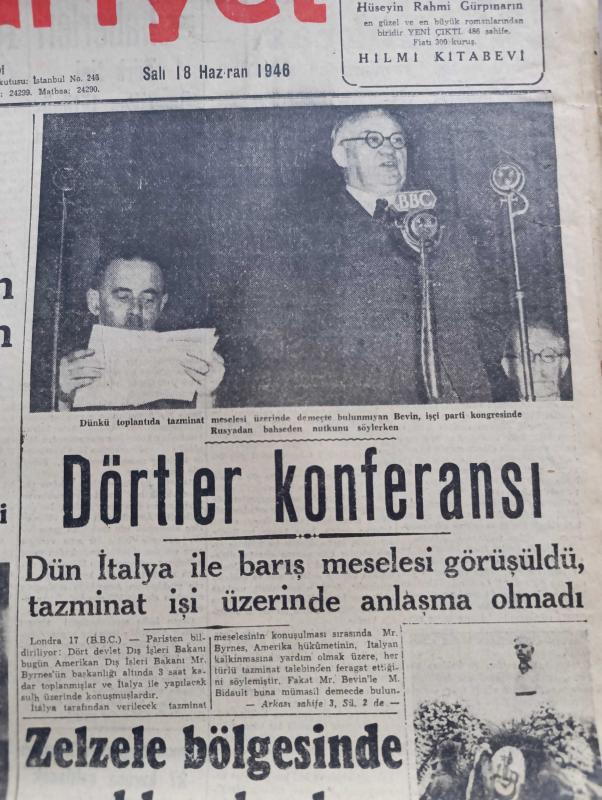 Hüseyin Rahmi Gürpınarın
en güzel ve en büyük romanlarından
biridir YENİ ÇIKTI. 486 sahife.
Fiatı 300 kuruş.
HİLMİ KİTABEVİ
kutusu: İstanbul No. 246
24299. Matbaa: 24290.
Salı 18 Haziran 1946
BBC
Dünkü toplantıda tazminat meselesi üzerinde demeçte bulunmıyan Bevin, işçi parti kongresinde
Rusyadan bahseden nutkunu söylerken
Dörtler konferansı
Dün İtalya ile barış meselesi görüşüldü,
tazminat işi üzerinde anlaşma olmadı
Londra 17 (B.B.C.) — Paristen bil-
diriliyor: Dört devlet Dış İşleri Bakanı
bugün Amerikan Dış İşleri Bakanı Mr.
Byrnes'ün başkanlığı altında 3 saat ka-
dar toplanmışlar ve İtalya ile yapılacak
sulh üzerinde konuşmuşlardır.
İtalya tarafından verilecek tazminat
meselesinin konuşulması sırasında Mr.
Byrnes, Amerika hükûmetinin, İtalyan
kalkınmasına yardım olmak üzere, her
türlü tazminat talebinden feragat ettiği-
ni söylemiştir. Fakat Mr. Bevin'le M.
Bidault buna mümasil demecde bulun-
— Arkası sahife 3, Sü. 2 de —
Zelzele bölgesinde